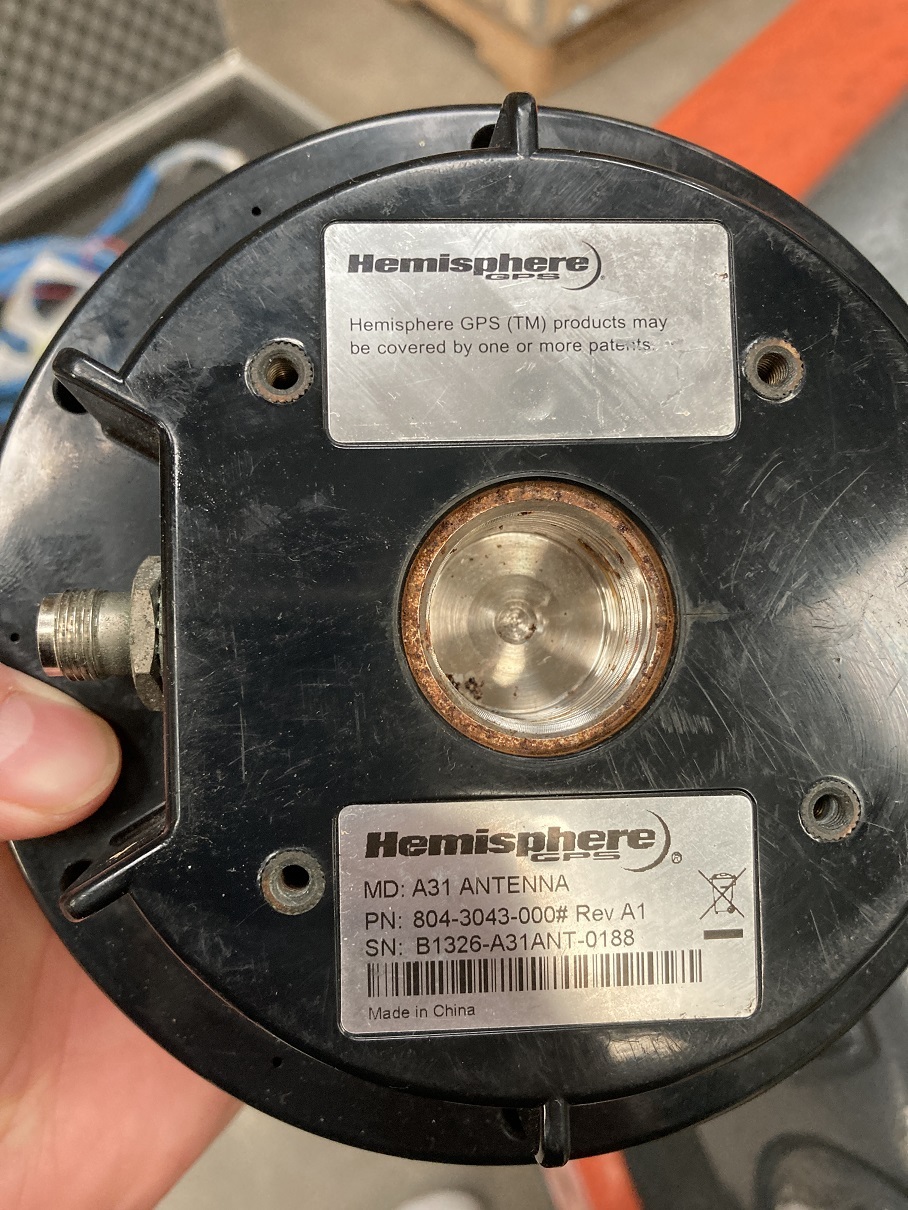 Hemisphere
GPS
Hemisphere GPS (TM) products may
be covered by one or more patents.
Hemisphere
GPS ®
MD: A31 ANTENNA
PN: 804-3043-000# Rev A1
SN: B1326-A31ANT-0188
Made in China